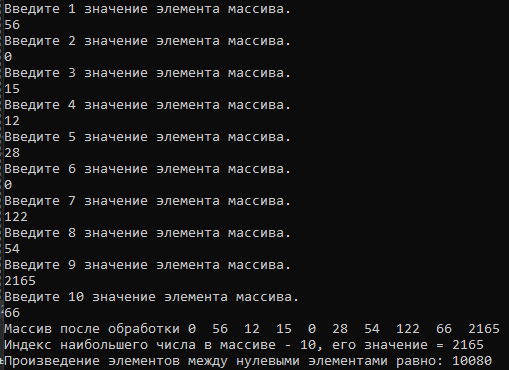 Введите 1 значение элемента массива.
56
Введите 2 значение элемента массива.
0
Введите 3 значение элемента массива.
15
Введите 4 значение элемента массива.
12
Введите 5 значение элемента массива.
28
Введите 6 значение элемента массива.
0
Введите 7 значение элемента массива.
122
Введите 8 значение элемента массива.
54
Введите 9 значение элемента массива.
2165
Введите 10 значение элемента массива.
66
Массив после обработки 0  56  12  15  0  28  54  122  66  2165
Индекс наибольшего числа в массиве - 10, его значение = 2165
Произведение элементов между нулевыми элементами равно: 10080